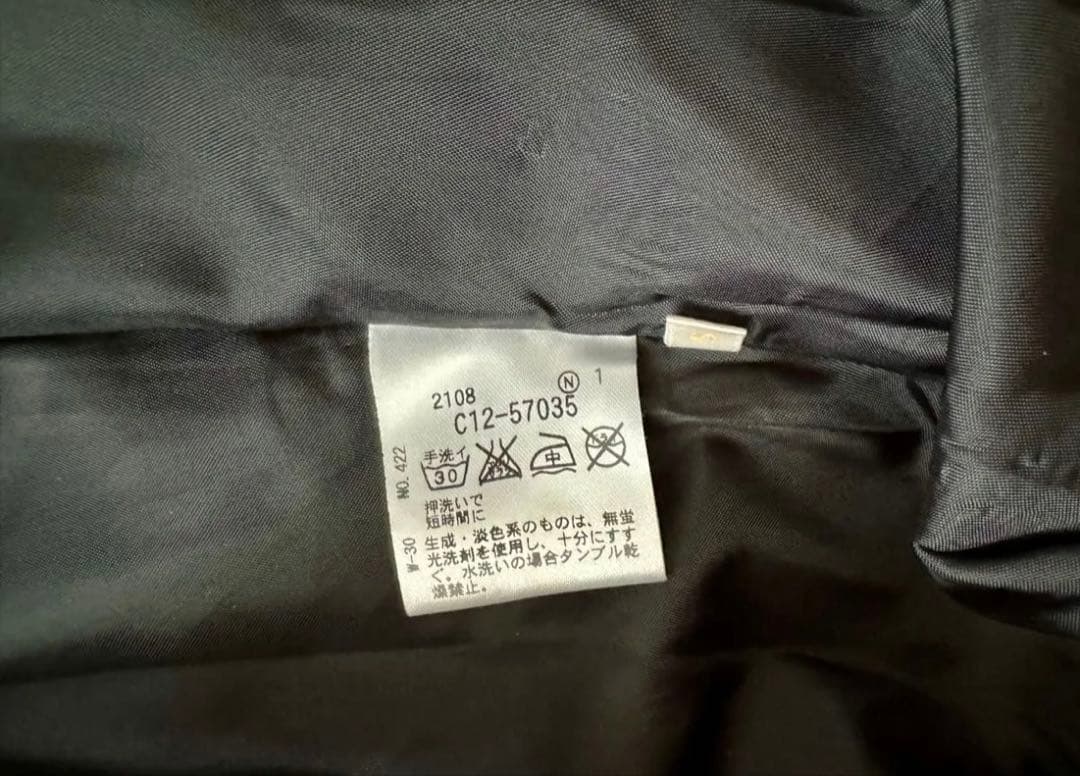 Ⓝ 1
2108
C12-57035
手洗イ
30
中
NO. 422
押洗いで
短時間に
W-30
生成・淡色系のものは、無蛍
光洗剤を使用し、十分にすす
ぐ。水洗いの場合タンブル乾
燥禁止。